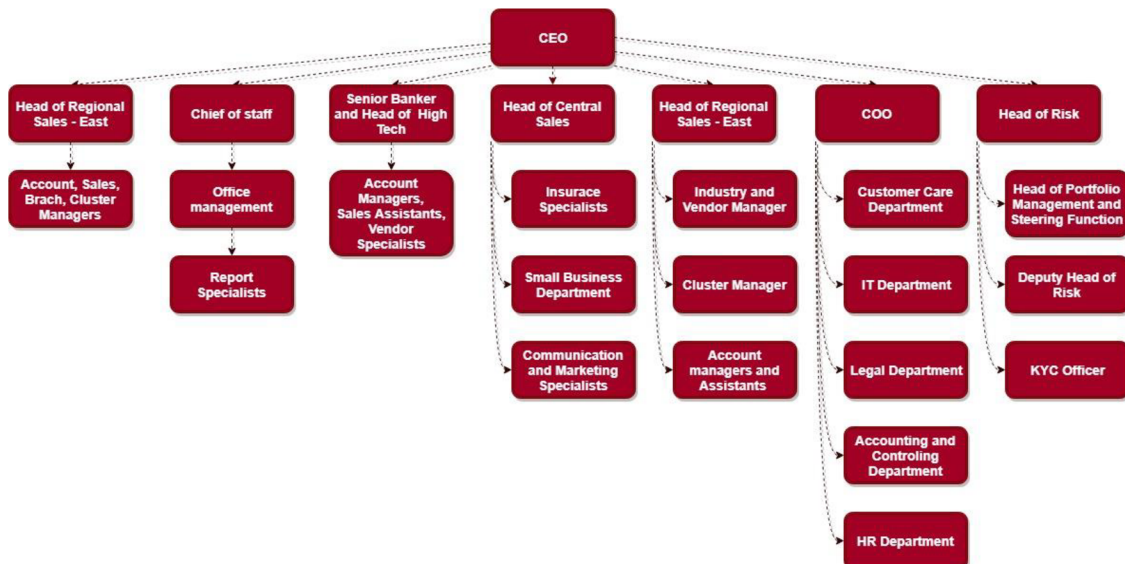 CEO
Head of Regional
Sales - East
Chief of staff
Senior Banker
and Head of High
Tech
Head of Central
Sales
Head of Regional
Sales - East
COO
Head of Risk
Account, Sales,
Brach, Cluster
Managers
Office
management
Account
Managers,
Sales Assistants,
Vendor
Specialists
Insurace
Specialists
Industry and
Vendor Manager
Customer Care
Department
Head of Portfolio
Management and
Steering Function
Report
Specialists
Small Business
Department
Cluster Manager
IT Department
Deputy Head of
Risk
Communication
and Marketing
Specialists
Account
managers and
Assistants
Legal Department
KYC Officer
Accounting and
Controling
Department
HR Department